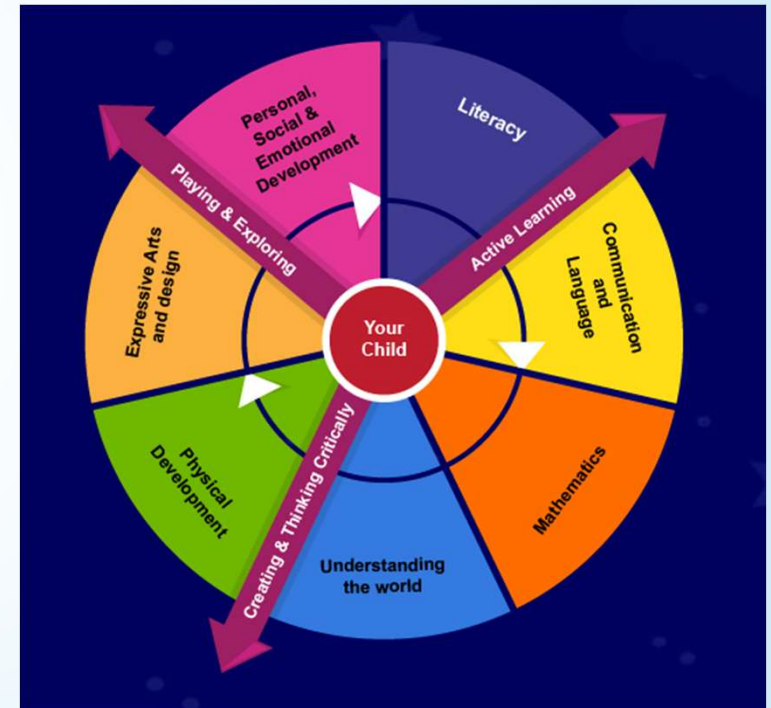 Personal,
Social &
Emotional
Development
Literacy
Playing & Exploring
Active Learning
Expressive Arts
and design
Communication
and
Language
Your
Child
Physical
Development
Creating & Thinking Critically
Mathematics
Understanding
the world